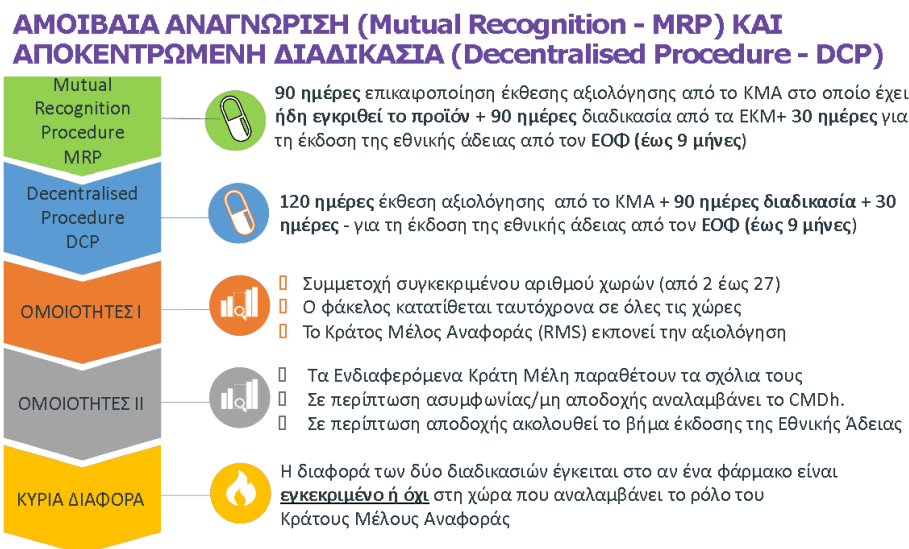 ΑΜΟΙΒΑΙΑ ΑΝΑΓΝΩΡΙΣΗ (Mutual Recognition - MRP) ΚΑΙ
ΑΠΟΚΕΝΤΡΩΜΕΝΗ ΔΙΑΔΙΚΑΣΙΑ (Decentralised Procedure - DCP)
Mutual
Recognition
Procedure
MRP
90 ημέρες επικαιροποίηση έκθεσης αξιολόγησης από το ΚΜΑ στο οποίο έχει
ήδη εγκριθεί το προϊόν + 90 ημέρες διαδικασία από τα ΕΚΜ+ 30 ημέρες για
τη έκδοση της εθνικής άδειας από τον ΕΟΦ (έως 9 μήνες)
Decentralised
Procedure
DCP
120 ημέρες έκθεση αξιολόγησης από το ΚΜΑ + 90 ημέρες διαδικασία + 30
ημέρες - για τη έκδοση της εθνικής άδειας από τον ΕΟΦ (έως 9 μήνες)
ΟΜΟΙΟΤΗΤΕΣ Ι
Συμμετοχή συγκεκριμένου αριθμού χωρών (από 2 έως 27)
Ο φάκελος κατατίθεται ταυτόχρονα σε όλες τις χώρες
Το Κράτος Μέλος Αναφοράς (RMS) εκπονεί την αξιολόγηση
ΟΜΟΙΟΤΗΤΕΣ ΙΙ
Τα Ενδιαφερόμενα Κράτη Μέλη παραθέτουν τα σχόλια τους
Σε περίπτωση ασυμφωνίας/μη αποδοχής αναλαμβάνει το CMDh.
Σε περίπτωση αποδοχής ακολουθεί το βήμα έκδοσης της Εθνικής Άδειας
ΚΥΡΙΑ ΔΙΑΦΟΡΑ
Η διαφορά των δύο διαδικασιών έγκειται στο αν ένα φάρμακο είναι
εγκεκριμένο ή όχι στη χώρα που αναλαμβάνει το ρόλο του
Κράτους Μέλους Αναφοράς